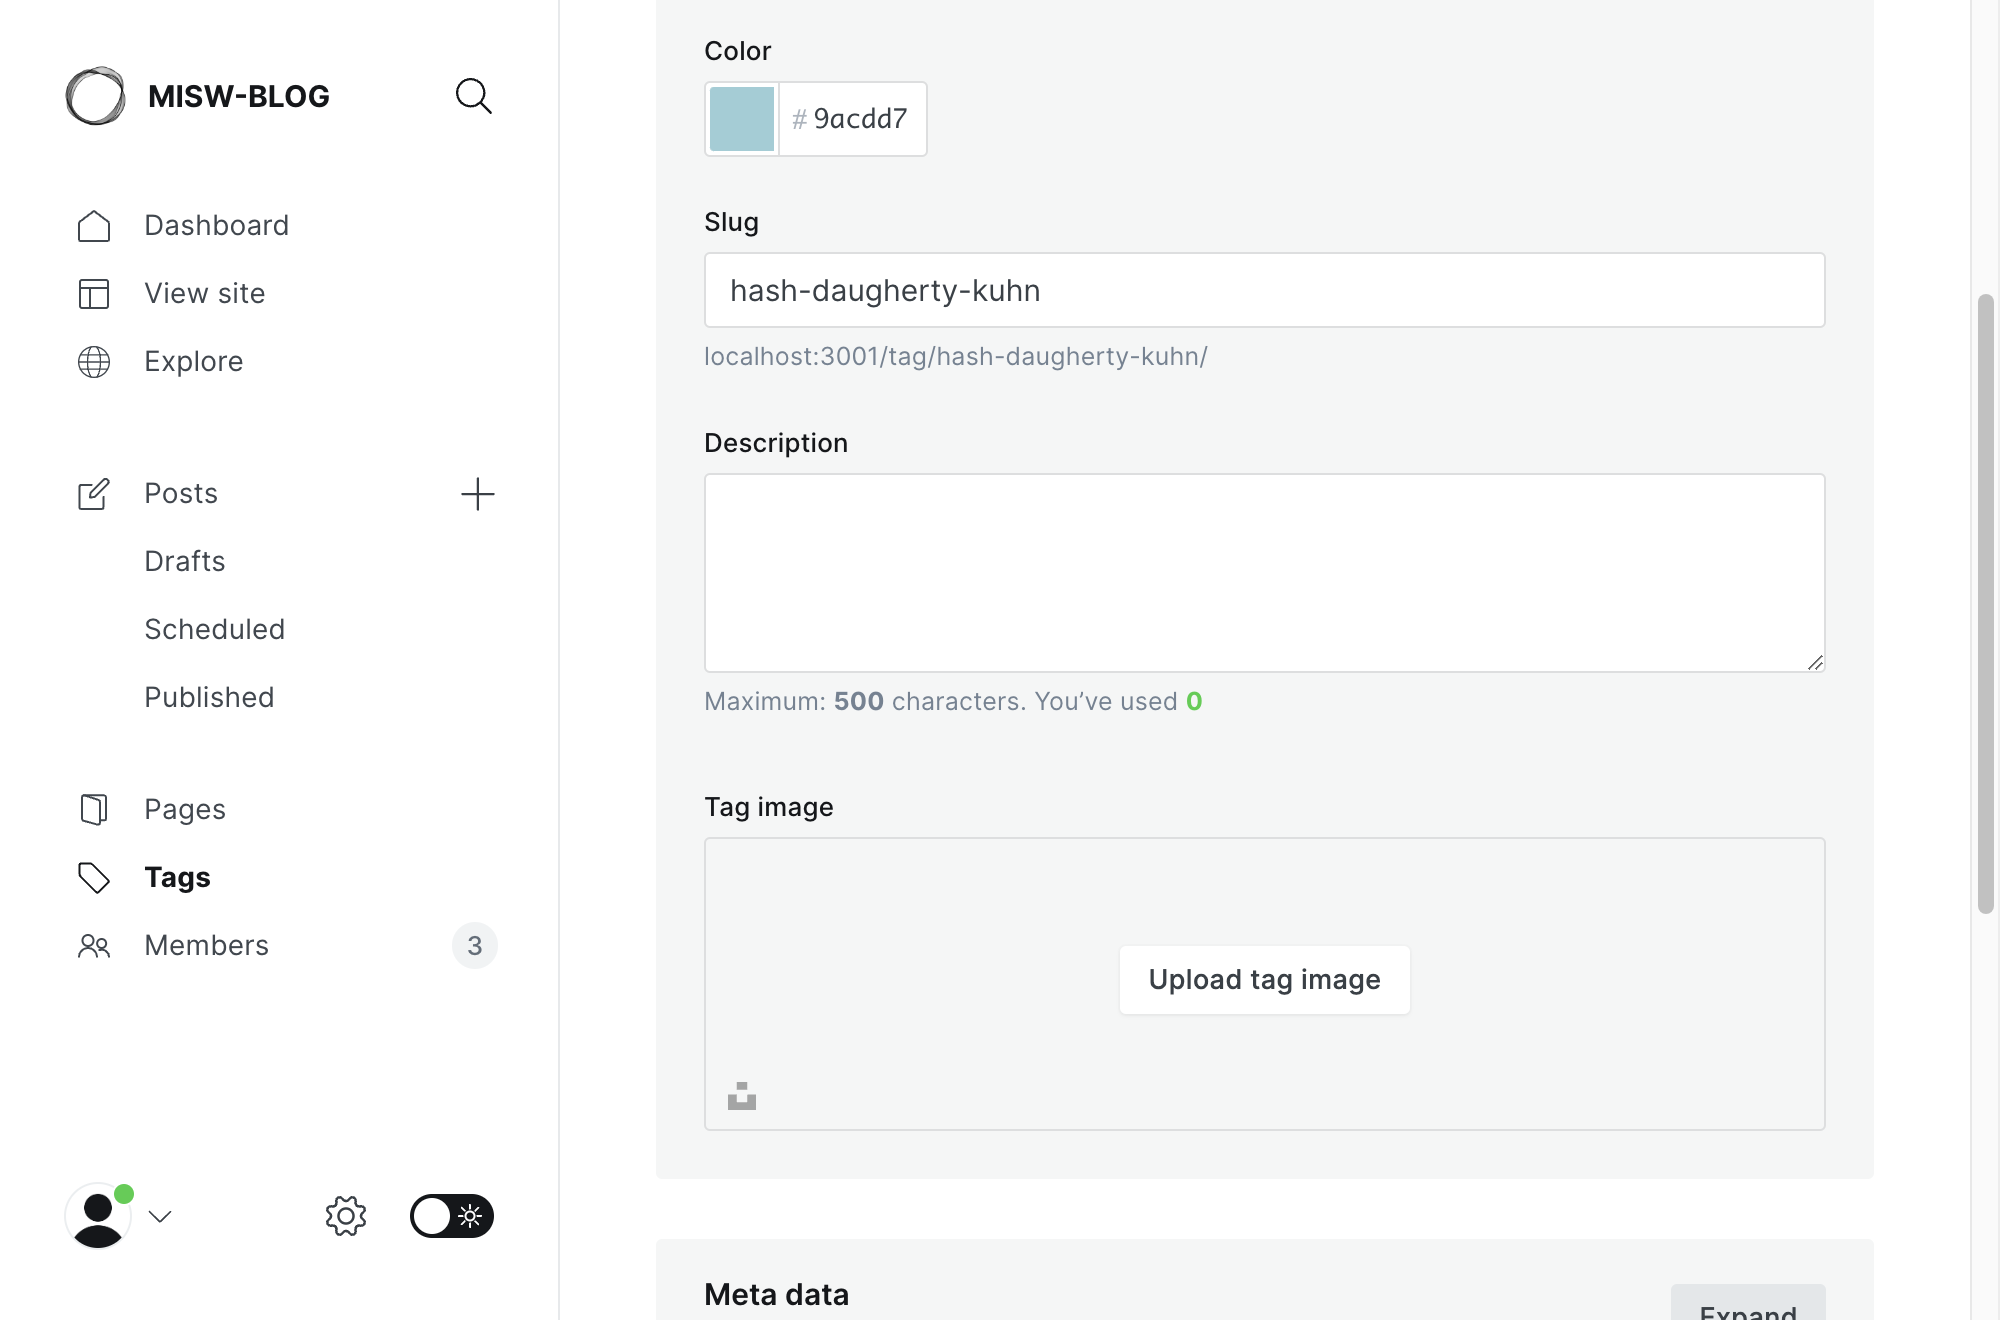 MISW-BLOG
Dashboard
View site
Explore
Posts
Drafts
Scheduled
Published
Pages
Tags
Members
3
Color
# 9acdd7
Slug
hash-daugherty-kuhn
localhost:3001/tag/hash-daugherty-kuhn/
Description
Maximum: 500 characters. You’ve used 0
Tag image
Upload tag image
Meta data
Expand